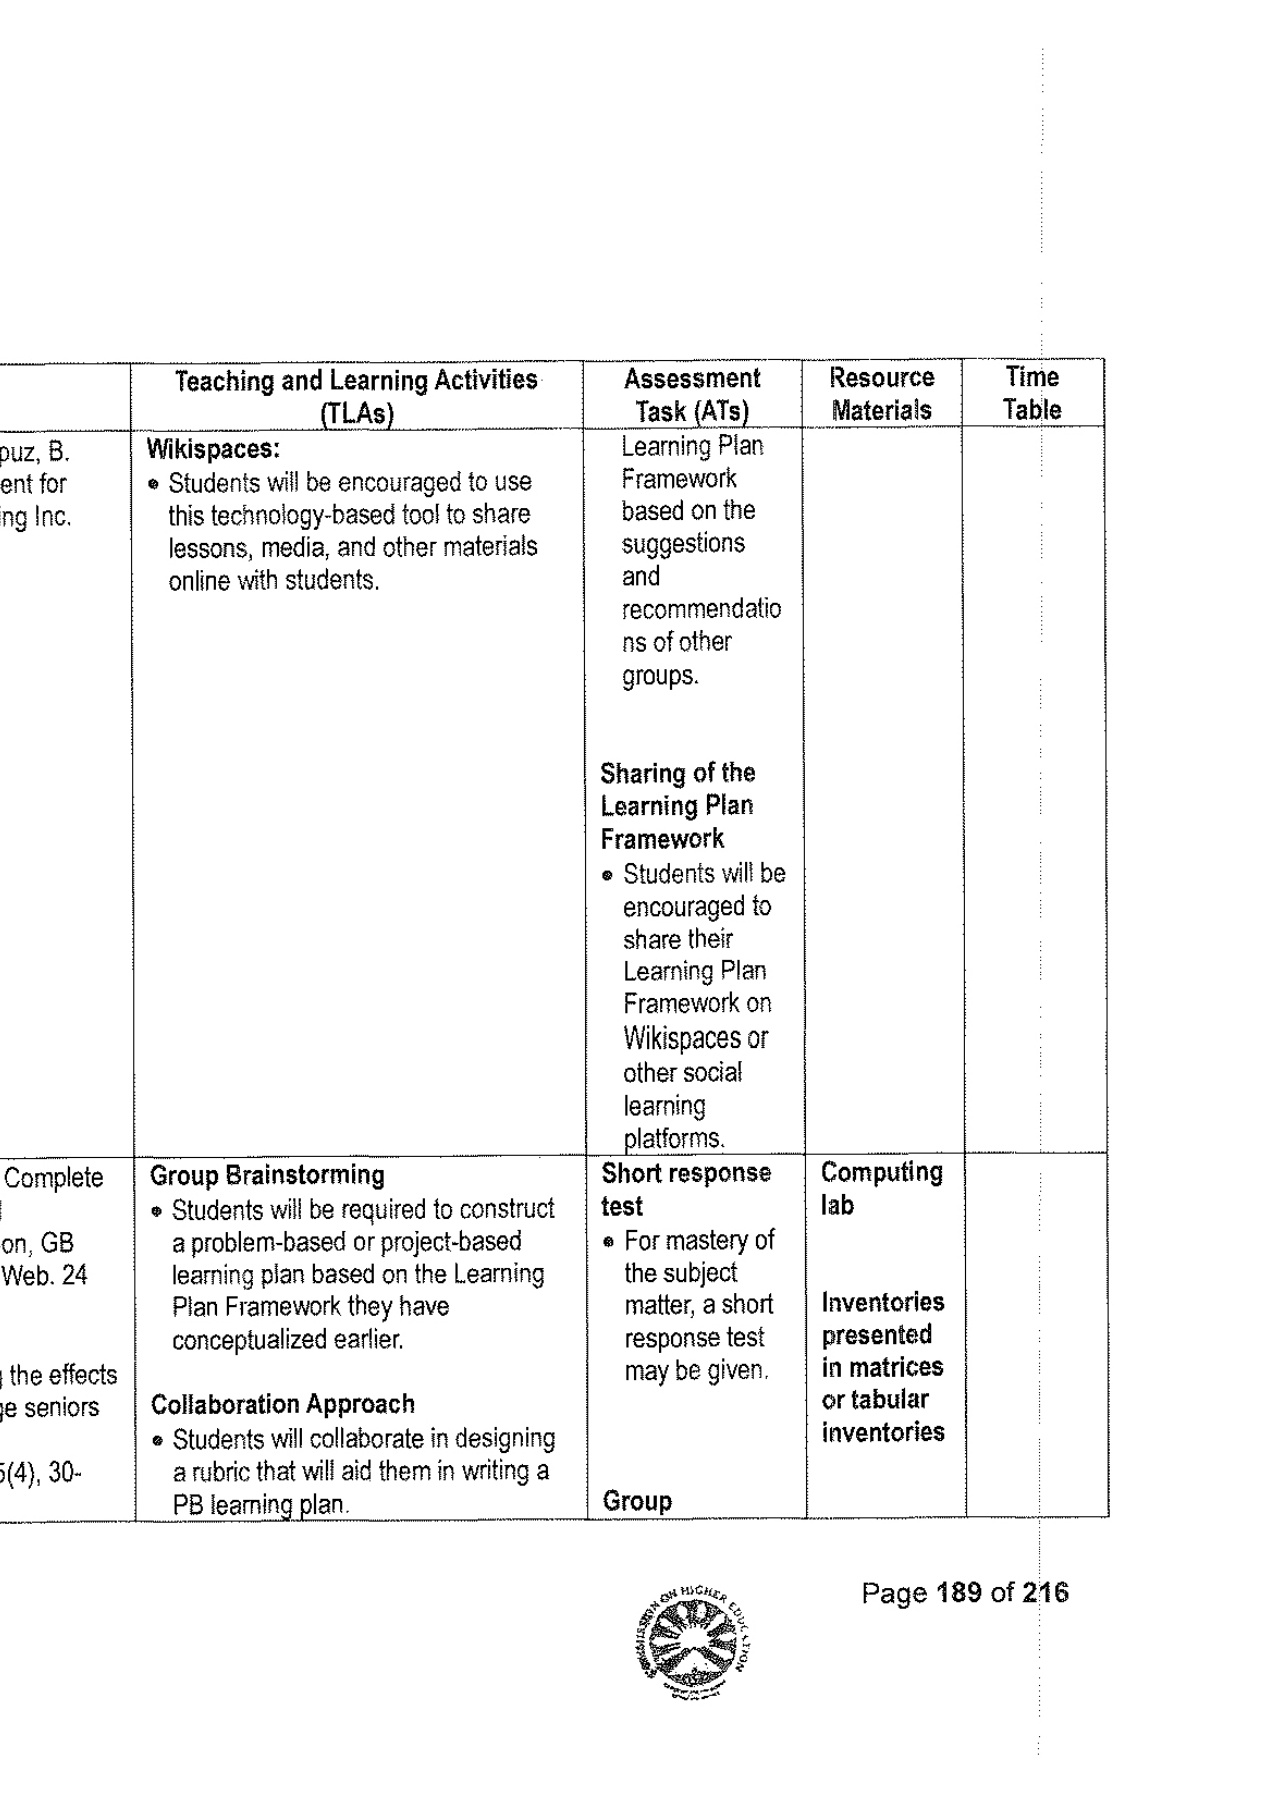 Teaching and Learning Activities
(TLAs)
Assessment
Task (ATs)
Resource
Materials
Time
Table
puz, B.
ent for
ing Inc.
Wikispaces:
• Students will be encouraged to use
this technology-based tool to share
lessons, media, and other materials
online with students.
Learning Plan
Framework
based on the
suggestions
and
recommendatio
ns of other
groups.
Sharing of the
Learning Plan
Framework
• Students will be
encouraged to
share their
Learning Plan
Framework on
Wikispaces or
other social
learning
platforms.
Complete
on, GB
Web. 24
the effects
ge seniors
5(4), 30-
Group Brainstorming
• Students will be required to construct
a problem-based or project-based
learning plan based on the Learning
Plan Framework they have
conceptualized earlier.
Collaboration Approach
• Students will collaborate in designing
a rubric that will aid them in writing a
PB learning plan.
Short response
test
• For mastery of
the subject
matter, a short
response test
may be given.
Group
Computing
lab
Inventories
presented
in matrices
or tabular
inventories
Page 189 of 216
COMMISSION ON HIGHER EDUCATION